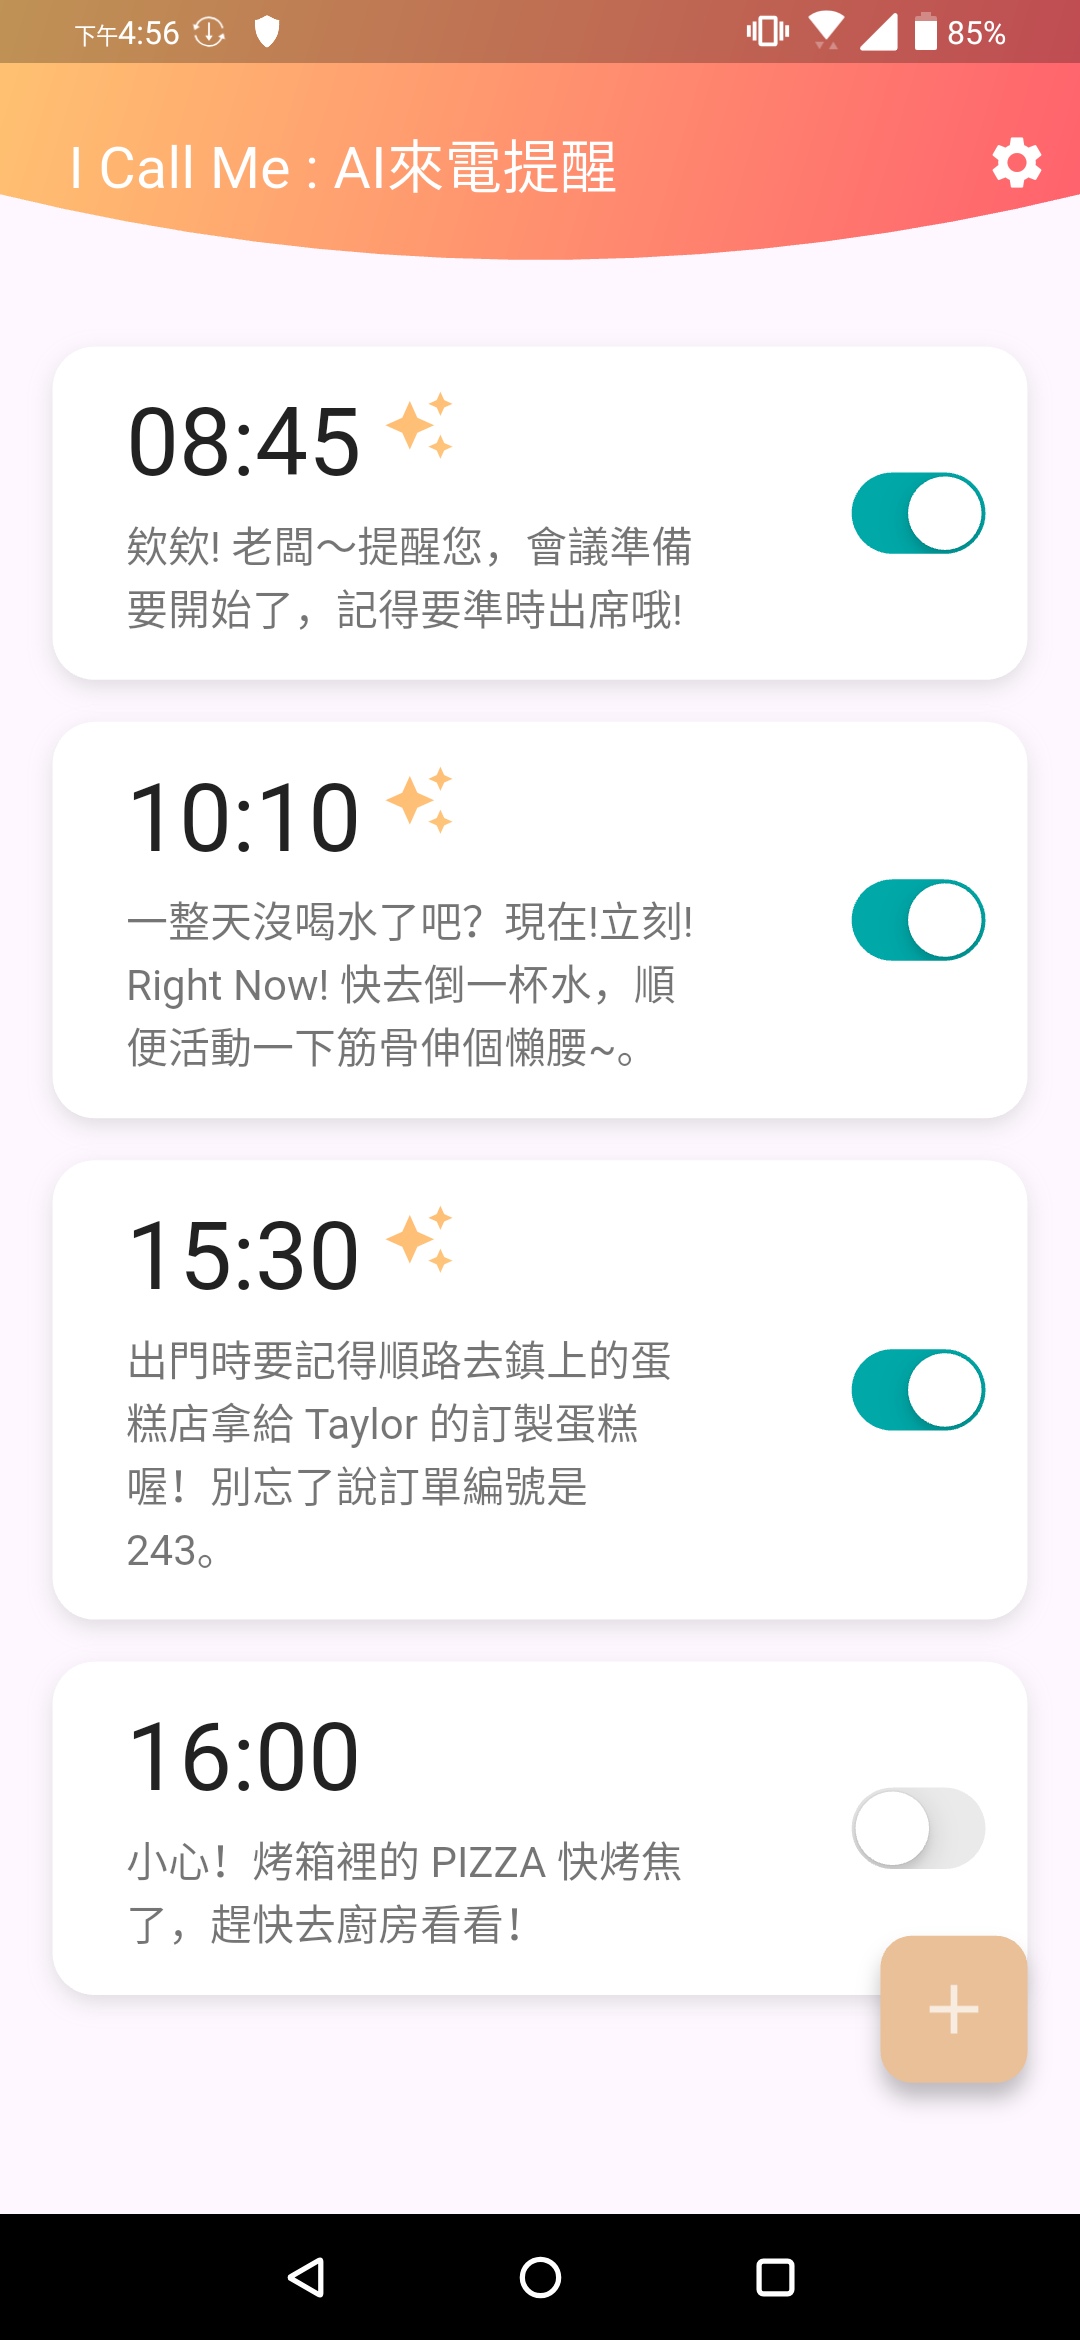 下午4:56
85%
I Call Me : AI來電提醒
08:45
欸欸! 老闆～提醒您，會議準備
要開始了，記得要準時出席哦!
10:10
一整天沒喝水了吧？現在!立刻!
Right Now! 快去倒一杯水，順
便活動一下筋骨伸個懶腰~。
15:30
出門時要記得順路去鎮上的蛋
糕店拿給 Taylor 的訂製蛋糕
喔！別忘了說訂單編號是
243。
16:00
小心！烤箱裡的 PIZZA 快烤焦
了，趕快去廚房看看！